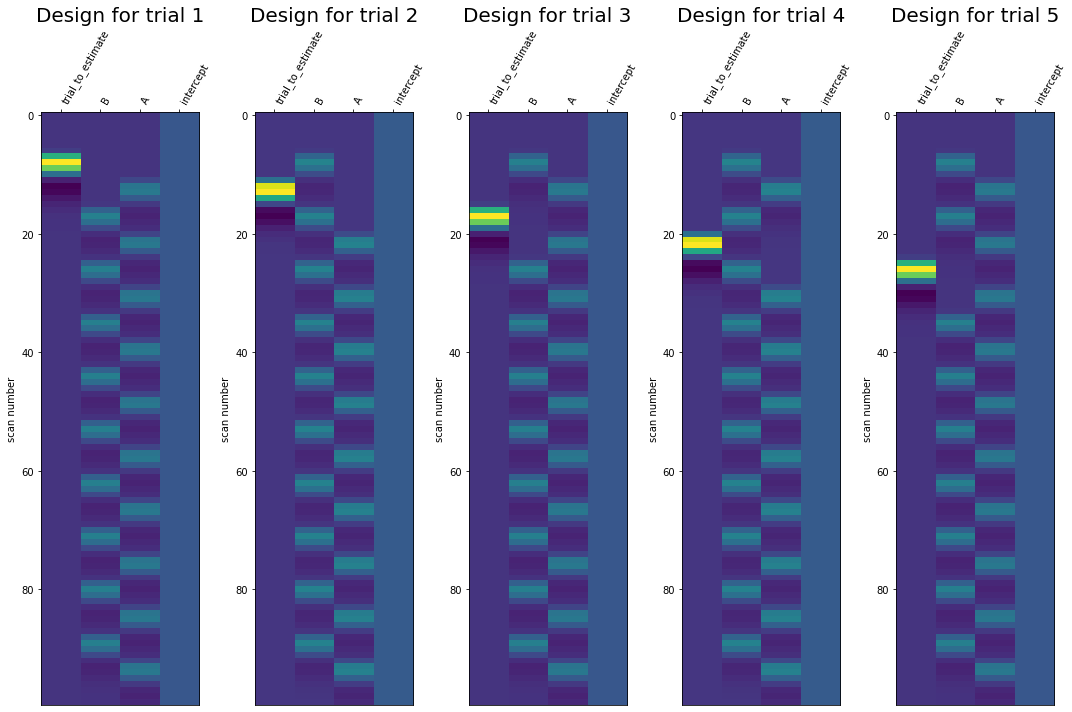 Design for trial 1
Design for trial 2
Design for trial 3
Design for trial 4
Design for trial 5
trial_to_estimate
B
A
intercept
trial_to_estimate
B
A
intercept
trial_to_estimate
B
A
intercept
trial_to_estimate
B
A
intercept
trial_to_estimate
B
A
intercept
0
20
40
60
80
scan number
0
20
40
60
80
scan number
0
20
40
60
80
scan number
0
20
40
60
80
scan number
0
20
40
60
80
scan number